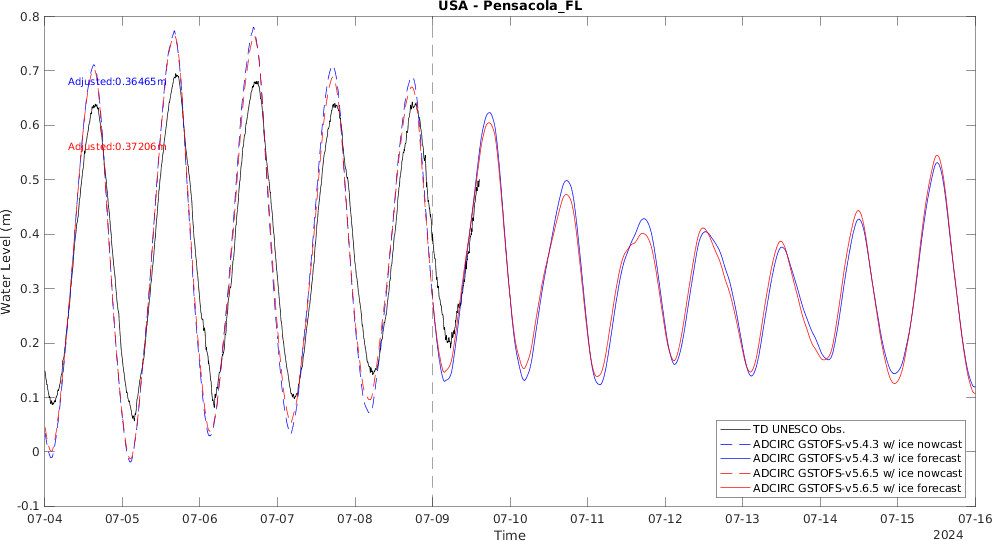 USA - Pensacola_FL
0.8
0.7
0.6
0.5
0.4
0.3
0.2
0.1
0
-0.1
Water Level (m)
Adjusted:0.36465m
Adjusted:0.37206m
TD UNESCO Obs.
ADCIRC GSTOFS-v5.4.3 w/ ice nowcast
ADCIRC GSTOFS-v5.4.3 w/ ice forecast
ADCIRC GSTOFS-v5.6.5 w/ ice nowcast
ADCIRC GSTOFS-v5.6.5 w/ ice forecast
07-04 07-05 07-06 07-07 07-08 07-09 07-10 07-11 07-12 07-13 07-14 07-15 07-16
Time
2024